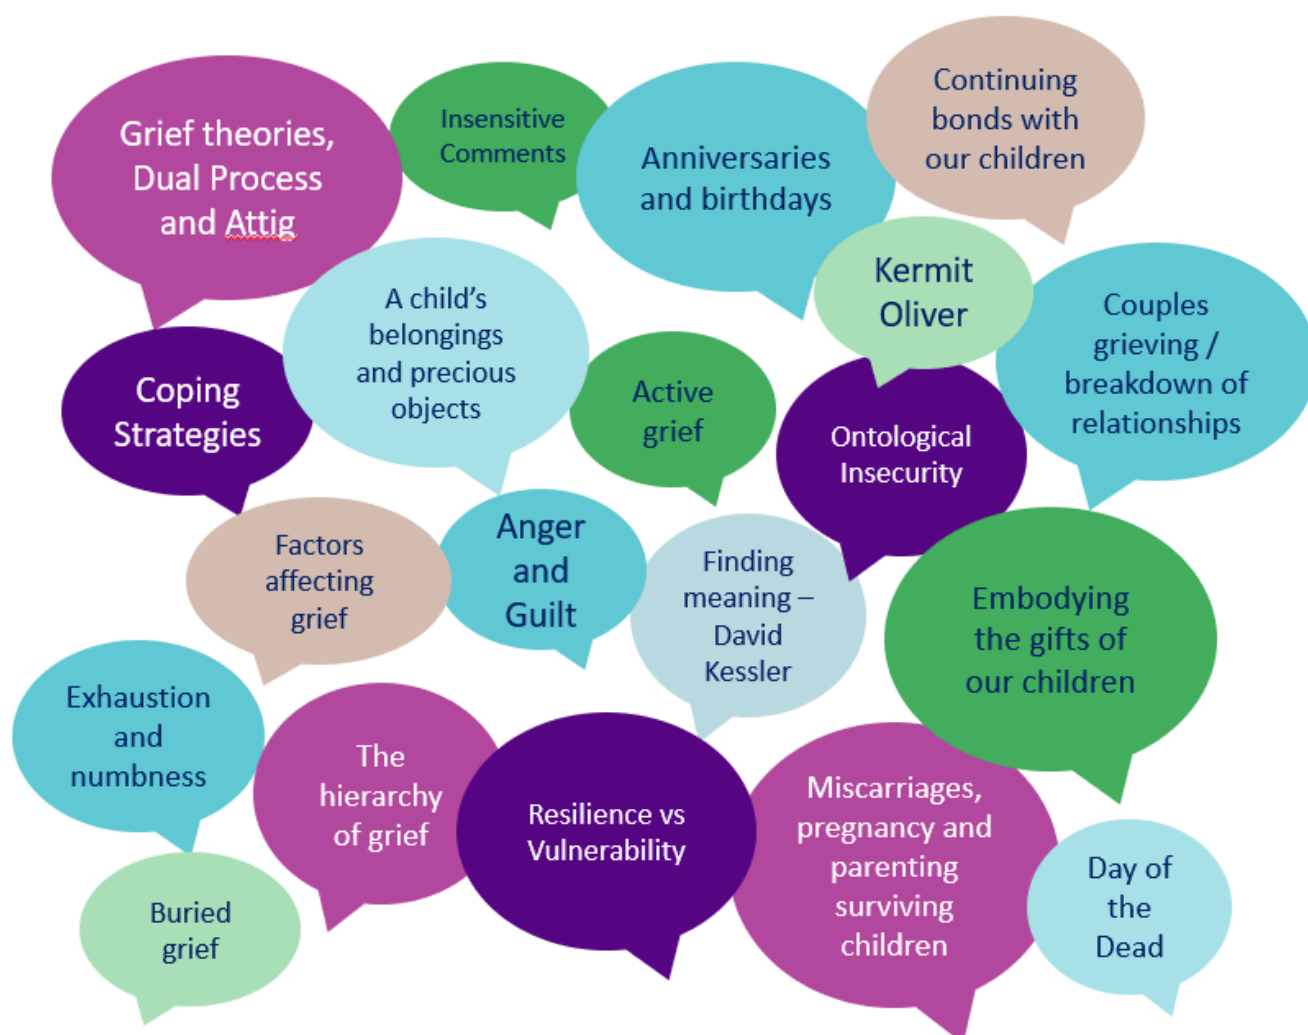 Grief theories,
Dual Process
and Attig
Insensitive
Comments
Anniversaries
and birthdays
Continuing
bonds with
our children
Kermit
Oliver
Couples
grieving /
breakdown of
relationships
A child’s
belongings
and precious
objects
Coping
Strategies
Active
grief
Ontological
Insecurity
Factors
affecting
grief
Anger
and
Guilt
Finding
meaning –
David
Kessler
Embodying
the gifts of
our children
Exhaustion
and
numbness
The
hierarchy
of grief
Resilience vs
Vulnerability
Miscarriages,
pregnancy and
parenting
surviving
children
Day of
the
Dead
Buried
grief